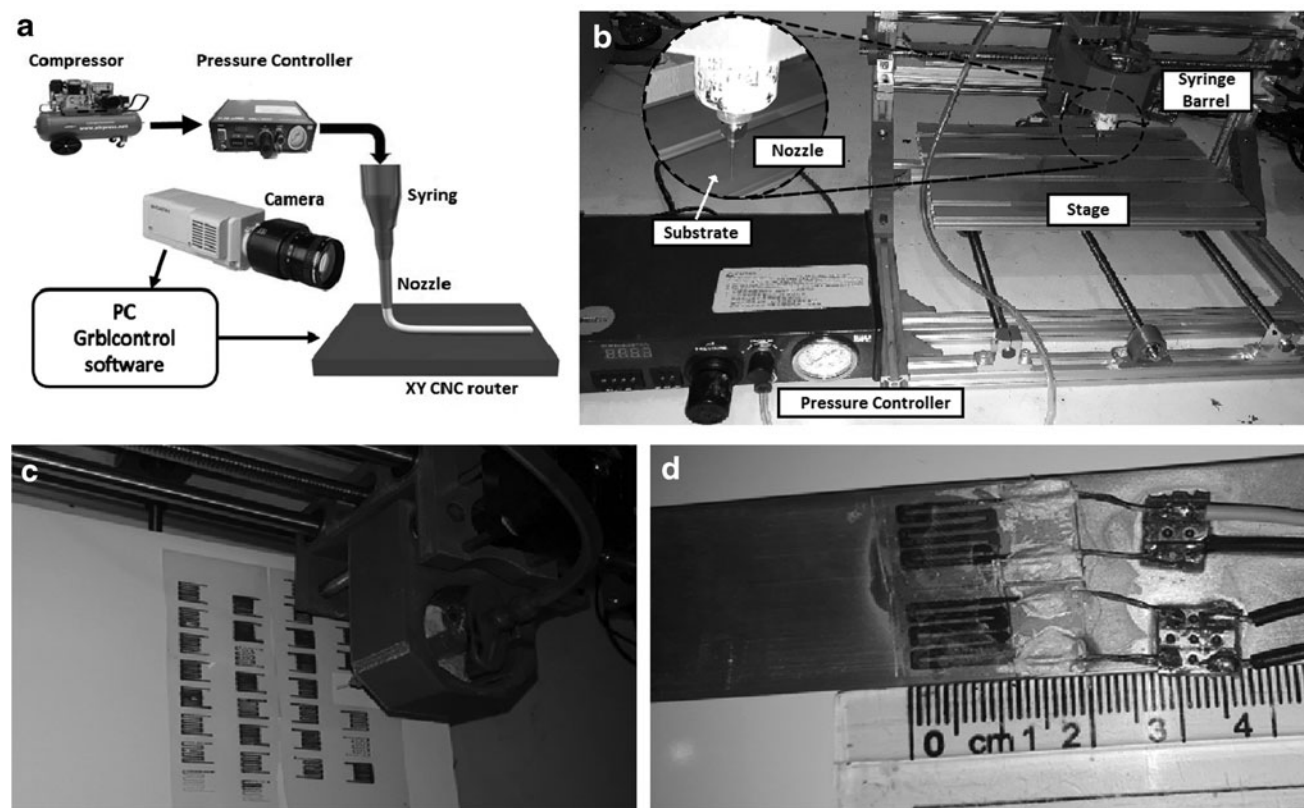 a
Compressor
Pressure Controller
Syring
Camera
Nozzle
PC
Grblcontrol
software
XY CNC router
b
Syringe
Barrel
Nozzle
Substrate
Stage
Pressure Controller
c
d
0 cm 1 2 3 4